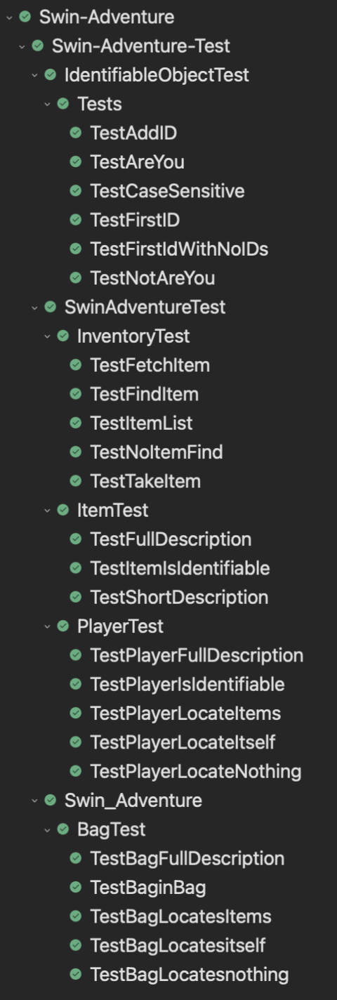 Swin-Adventure
Swin-Adventure-Test
IdentifiableObjectTest
Tests
TestAddID
TestAreYou
TestCaseSensitive
TestFirstID
TestFirstIdWithNoIDs
TestNotAreYou
SwinAdventureTest
InventoryTest
TestFetchItem
TestFindItem
TestItemList
TestNoItemFind
TestTakeItem
ItemTest
TestFullDescription
TestItemIsIdentifiable
TestShortDescription
PlayerTest
TestPlayerFullDescription
TestPlayerIsIdentifiable
TestPlayerLocateItems
TestPlayerLocateItself
TestPlayerLocateNothing
Swin_Adventure
BagTest
TestBagFullDescription
TestBaginBag
TestBagLocatesItems
TestBagLocatesitself
TestBagLocatesnothing